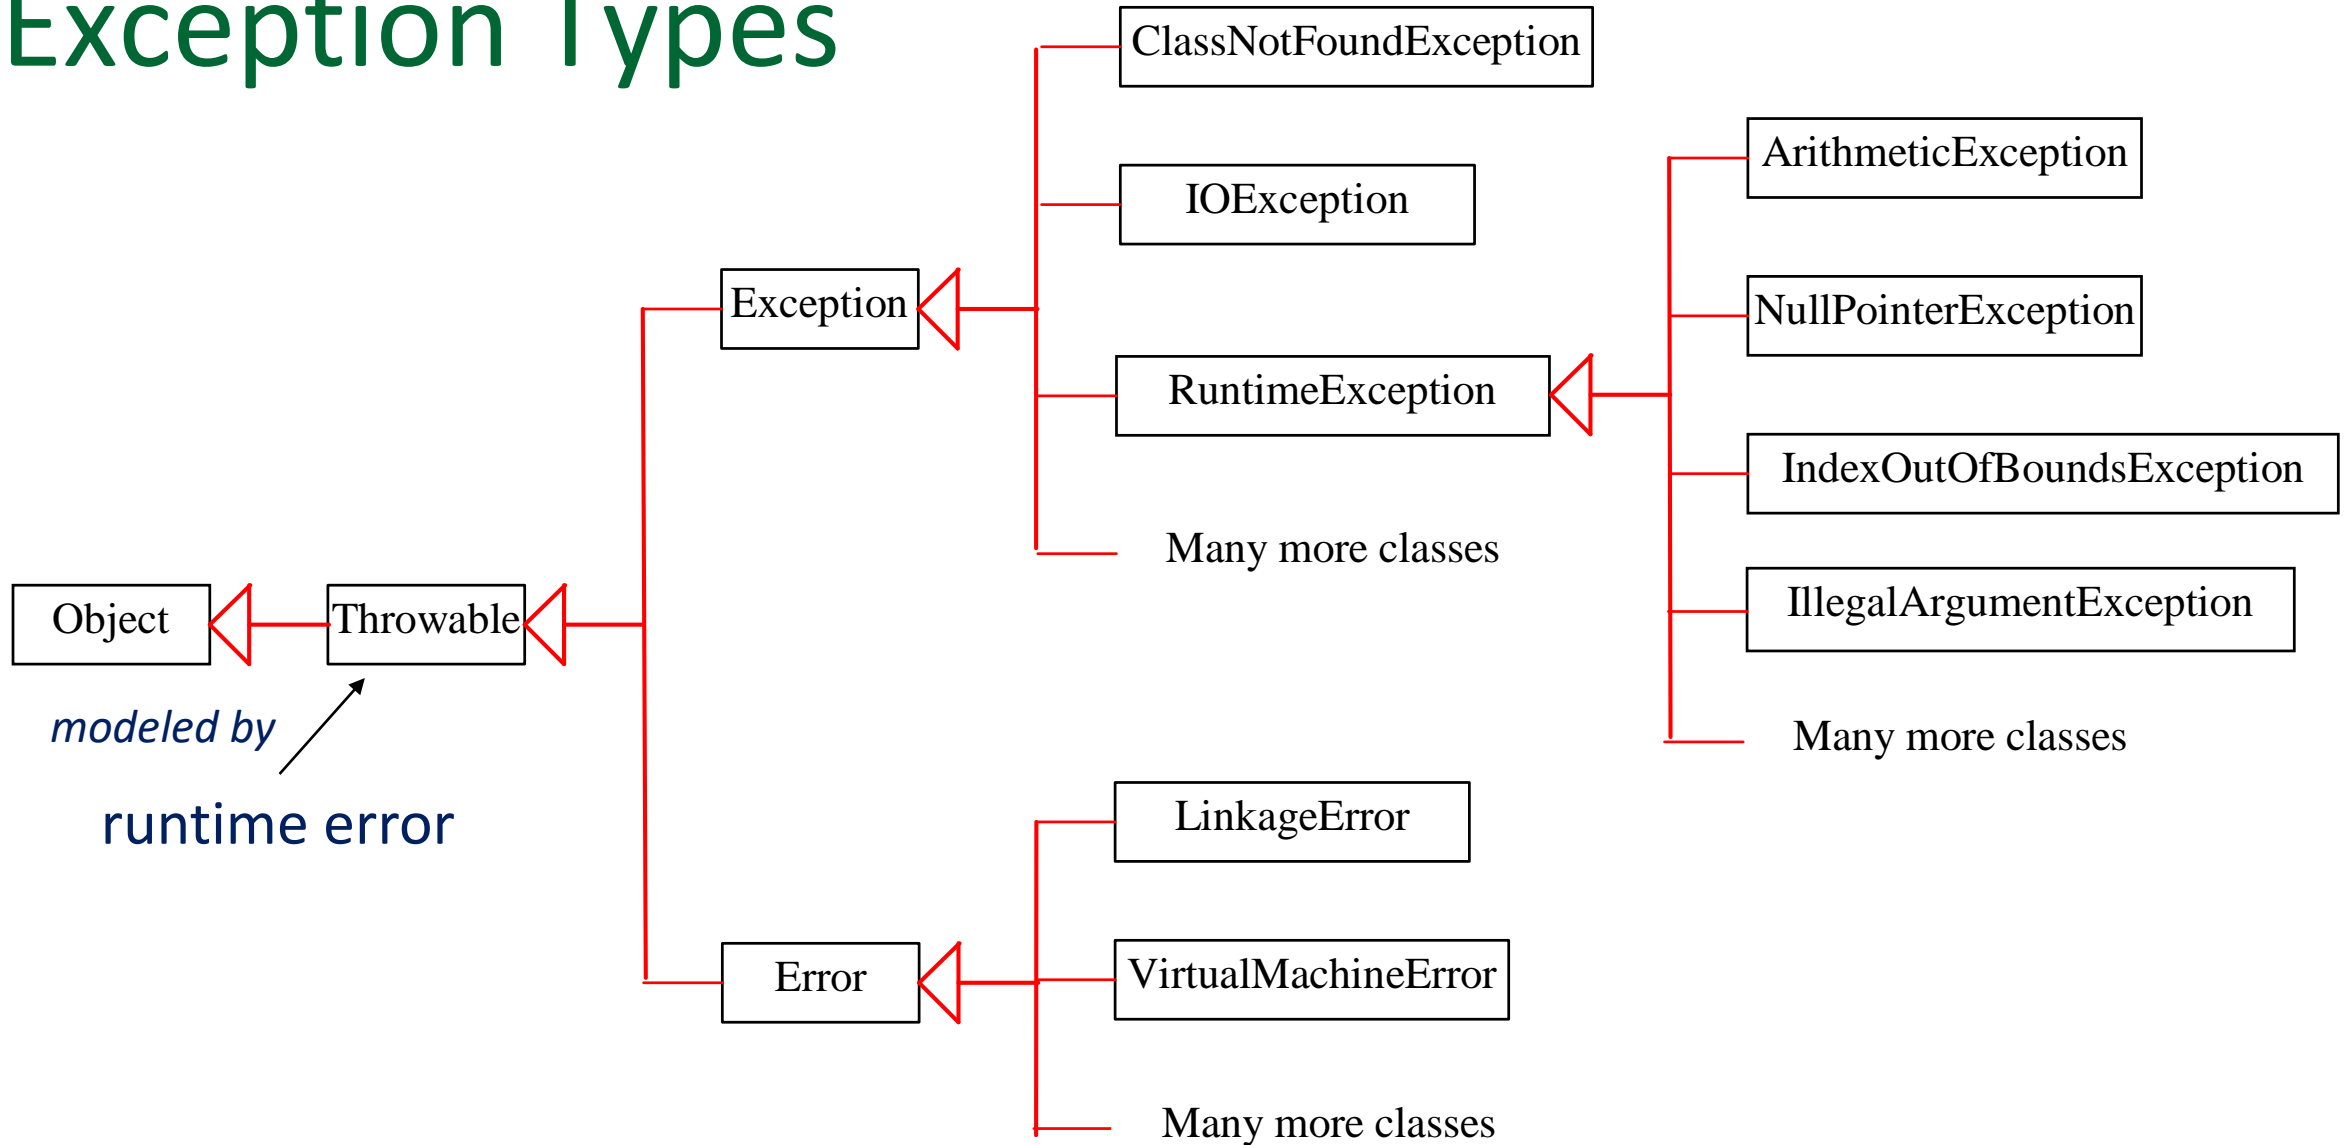 Exception Types
ClassNotFoundException
ArithmeticException
IOException
NullPointerException
Exception
RuntimeException
IndexOutOfBoundsException
Many more classes
IllegalArgumentException
Object
Throwable
modeled by
Many more classes
runtime error
LinkageError
VirtualMachineError
Error
Many more classes